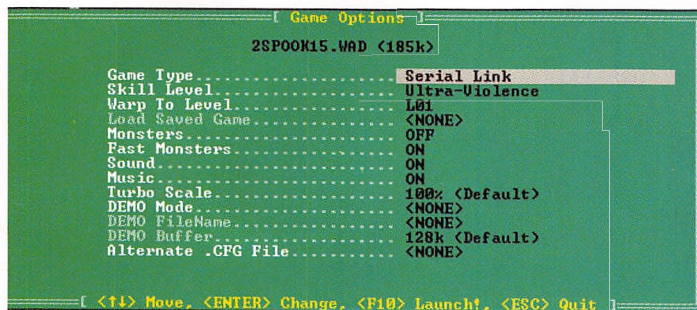 [ Game Options ]
2SPOOK15.WAD <185k>
Game Type........................ Serial Link
Skill Level...................... Ultra-Violence
Warp To Level.................... L01
Load Saved Game.................. <NONE>
Monsters......................... OFF
Fast Monsters.................... ON
Sound............................ ON
Music............................ ON
Turbo Scale...................... 100% <Default>
DEMO Mode........................ <NONE>
DEMO FileName.................... <NONE>
DEMO Buffer...................... 128k <Default>
Alternate .CFG File.............. <NONE>
[ <↑↓> Move, <ENTER> Change, <F10> Launch!, <ESC> Quit ]